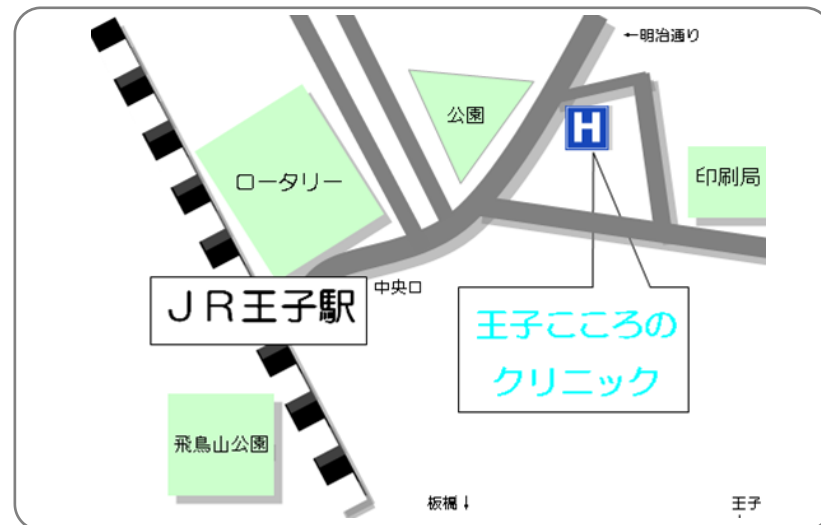 ←明治通り
公園
H
ロータリー
印刷局
中央口
JR王子駅
王子こころの
クリニック
飛鳥山公園
板橋↓
王子